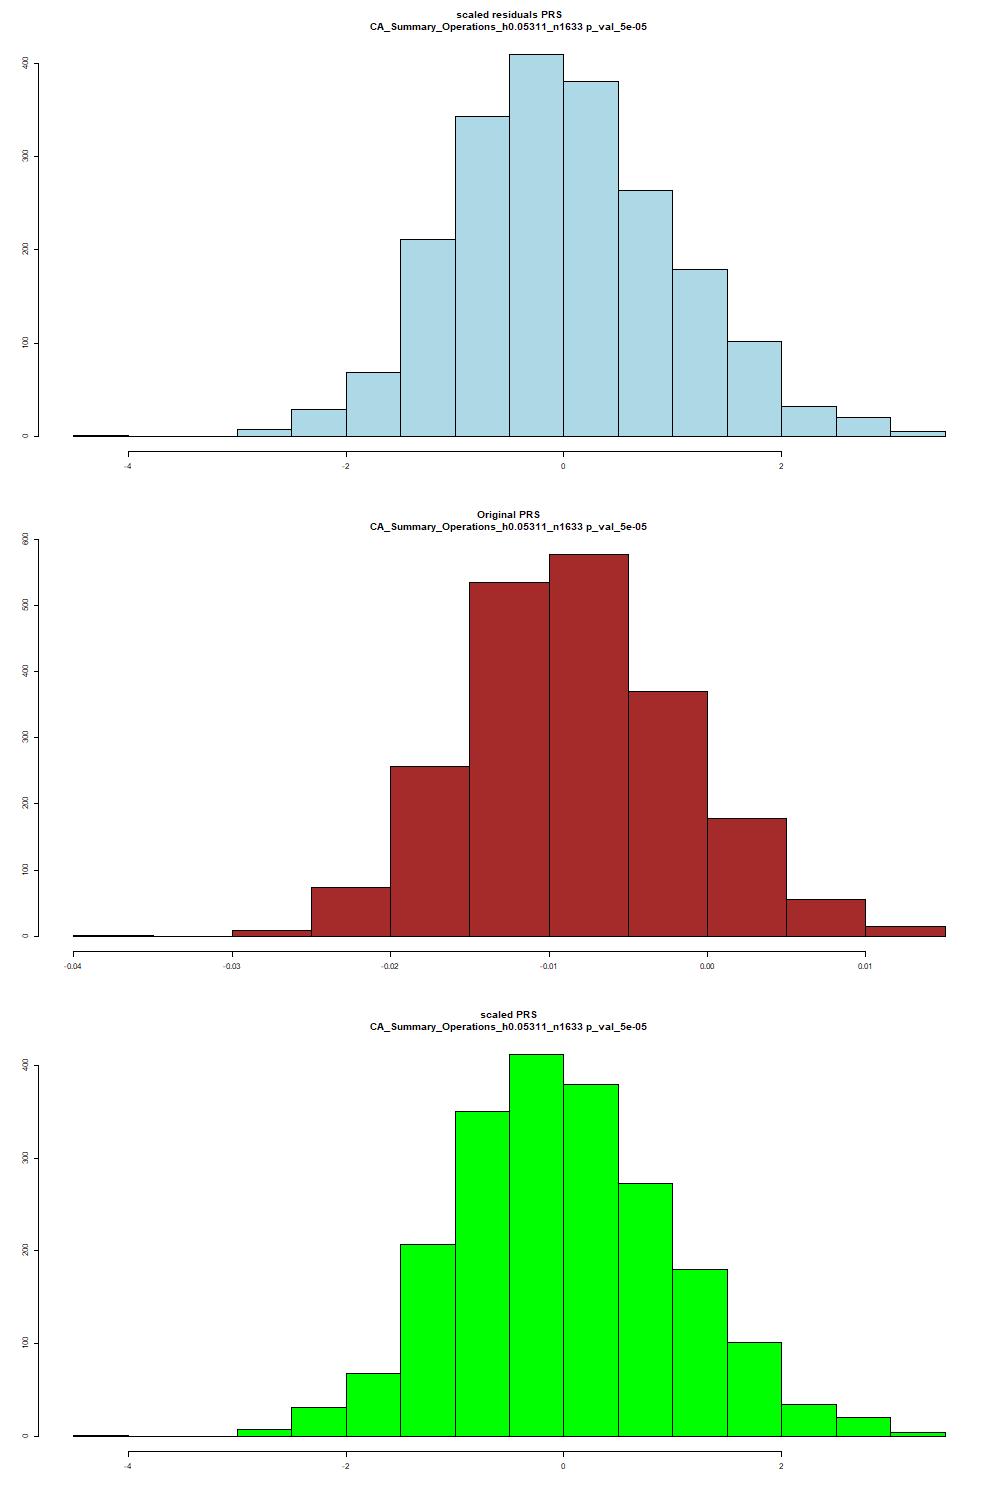 scaled residuals PRS
CA_Summary_Operations_h0.05311_n1633 p_val_5e-05
400
300
200
100
0
-4 -2 0 2
Original PRS
CA_Summary_Operations_h0.05311_n1633 p_val_5e-05
600
500
400
300
200
100
0
-0.04 -0.03 -0.02 -0.01 0.00 0.01
scaled PRS
CA_Summary_Operations_h0.05311_n1633 p_val_5e-05
400
300
200
100
0
-4 -2 0 2